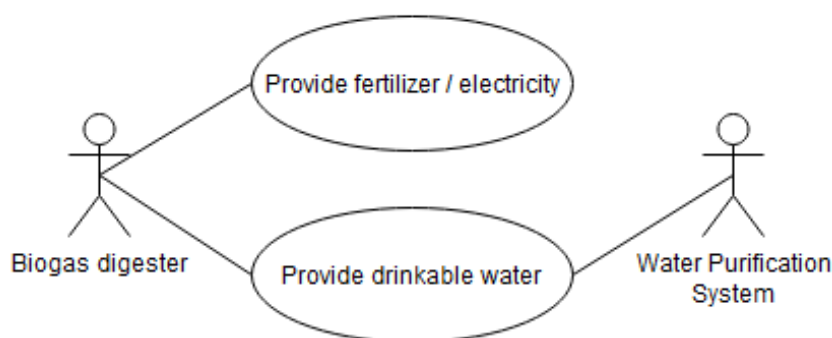 Provide fertilizer / electricity
Biogas digester
Provide drinkable water
Water Purification
System